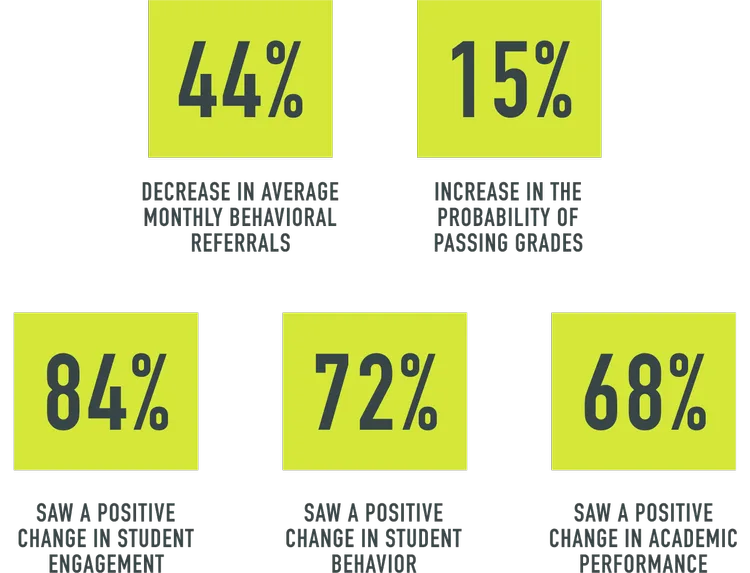 44%
15%
DECREASE IN AVERAGE
MONTHLY BEHAVIORAL
REFERRALS
INCREASE IN THE
PROBABILITY OF
PASSING GRADES
84%
72%
68%
SAW A POSITIVE
CHANGE IN STUDENT
ENGAGEMENT
SAW A POSITIVE
CHANGE IN STUDENT
BEHAVIOR
SAW A POSITIVE
CHANGE IN ACADEMIC
PERFORMANCE